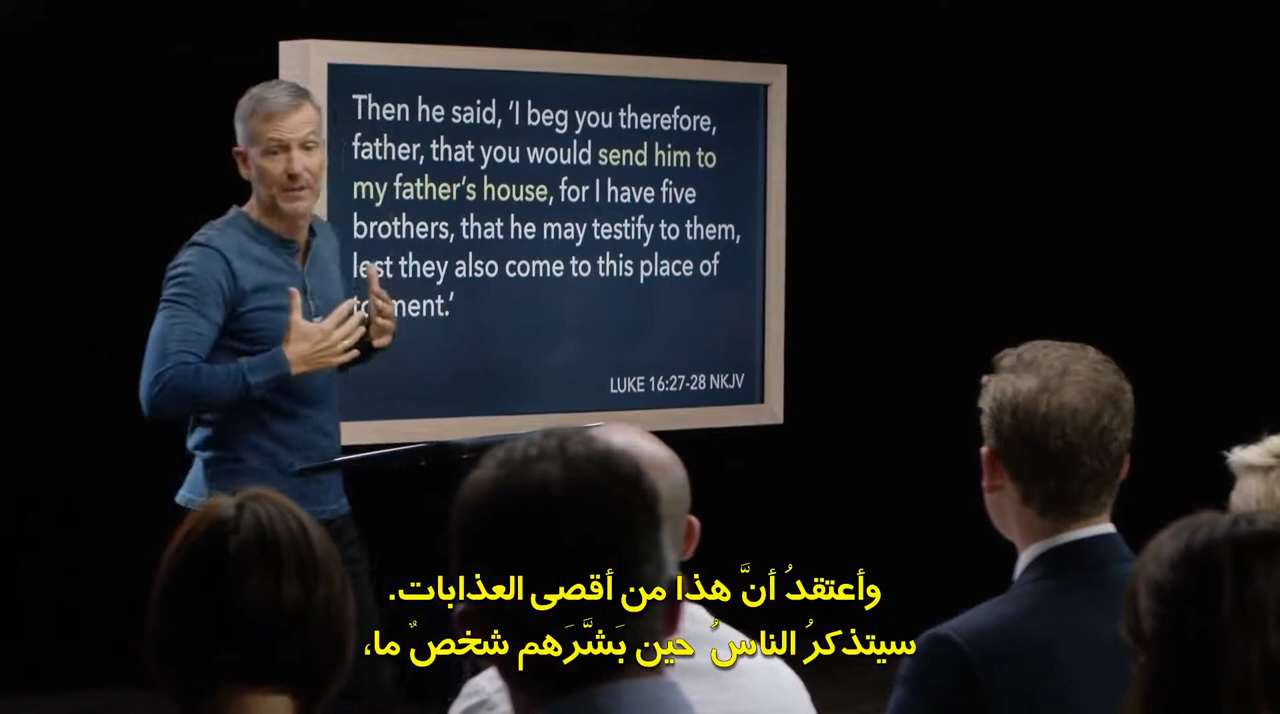 Then he said, ‘I beg you therefore,
father, that you would send him to
my father’s house, for I have five
brothers, that he may testify to them,
lest they also come to this place of
torment.’
LUKE 16:27-28 NKJV
وأعتقدُ أنَّ هذا من أقصى العذابات.
سيتذكرُ الناسُ حين بَشَّرَهم شخصٌ ما،